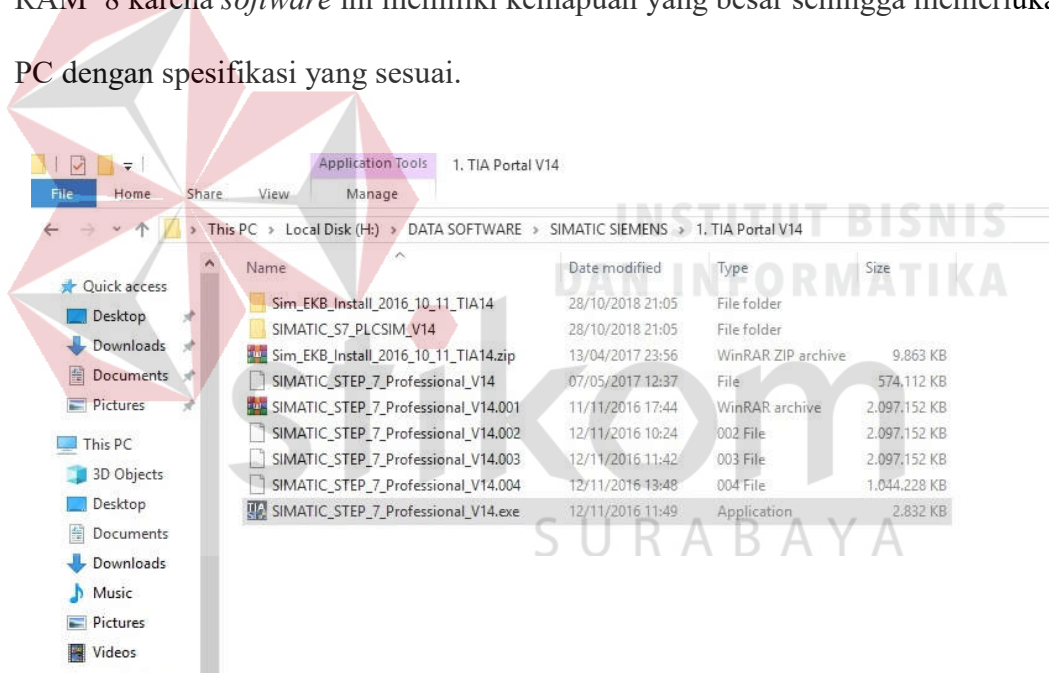 RAM 8 karena software ini memiliki kemapuan yang besar sehingga memerluka
PC dengan spesifikasi yang sesuai.
Application Tools 1. TIA Portal V14
File Home Share View Manage
This PC > Local Disk (H:) > DATA SOFTWARE > SIMATIC SIEMENS > 1. TIA Portal V14
INSTITUT BISNIS
DAN INFORMATIKA
stikom
SURABAYA
Quick access
Desktop
Downloads
Documents
Pictures
This PC
3D Objects
Desktop
Documents
Downloads
Music
Pictures
Videos
Name Date modified Type Size
Sim_EKB_Install_2016_10_11_TIA14 28/10/2018 21:05 File folder
SIMATIC_S7_PLCSIM_V14 28/10/2018 21:05 File folder
Sim_EKB_Install_2016_10_11_TIA14.zip 13/04/2017 23:56 WinRAR ZIP archive 9.863 KB
SIMATIC_STEP_7_Professional_V14 07/05/2017 12:37 File 574.112 KB
SIMATIC_STEP_7_Professional_V14.001 11/11/2016 17:44 WinRAR archive 2.097.152 KB
SIMATIC_STEP_7_Professional_V14.002 12/11/2016 10:24 002 File 2.097.152 KB
SIMATIC_STEP_7_Professional_V14.003 12/11/2016 11:42 003 File 2.097.152 KB
SIMATIC_STEP_7_Professional_V14.004 12/11/2016 13:48 004 File 1.044.228 KB
SIMATIC_STEP_7_Professional_V14.exe 12/11/2016 11:49 Application 2.832 KB